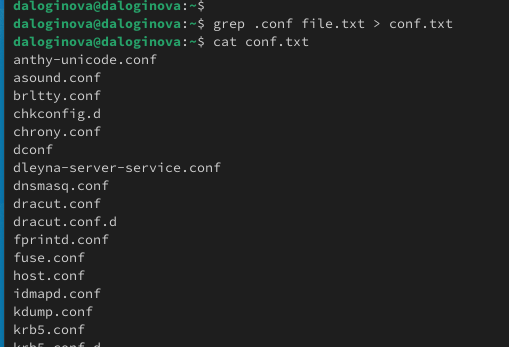 daloginova@daloginova:~$
daloginova@daloginova:~$ grep .conf file.txt > conf.txt
daloginova@daloginova:~$ cat conf.txt
anthy-unicode.conf
asound.conf
brltty.conf
chkconfig.d
chrony.conf
dconf
dleyna-server-service.conf
dnsmasq.conf
dracut.conf
dracut.conf.d
fprintd.conf
fuse.conf
host.conf
idmapd.conf
kdump.conf
krb5.conf
krb5.conf.d